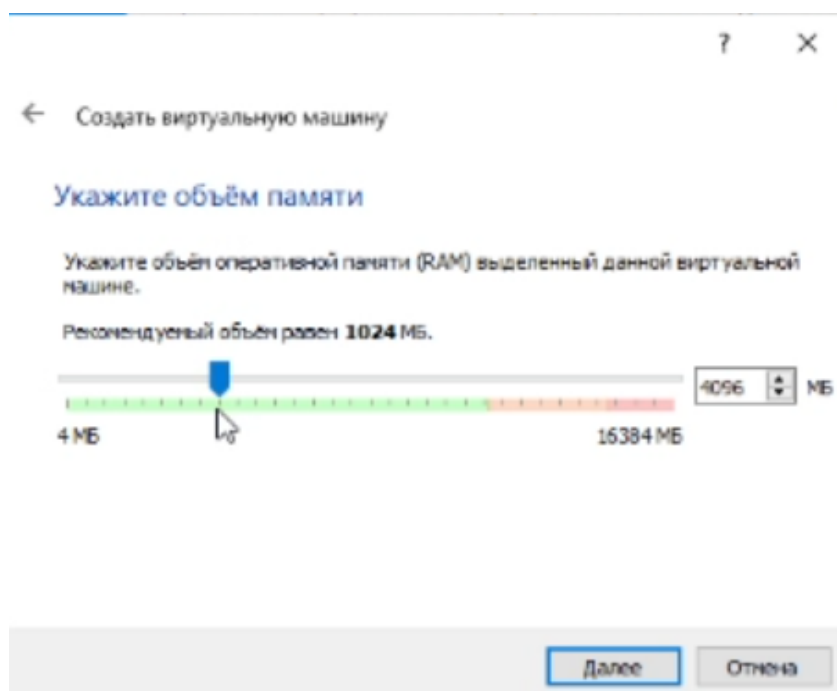 ?
Создать виртуальную машину
Укажите объём памяти
Укажите объём оперативной памяти (RAM) выделенный данной виртуальной
машине.
Рекомендуемый объём равен 1024 МБ.
4096 МБ
4 МБ 16384 МБ
Далее Отмена